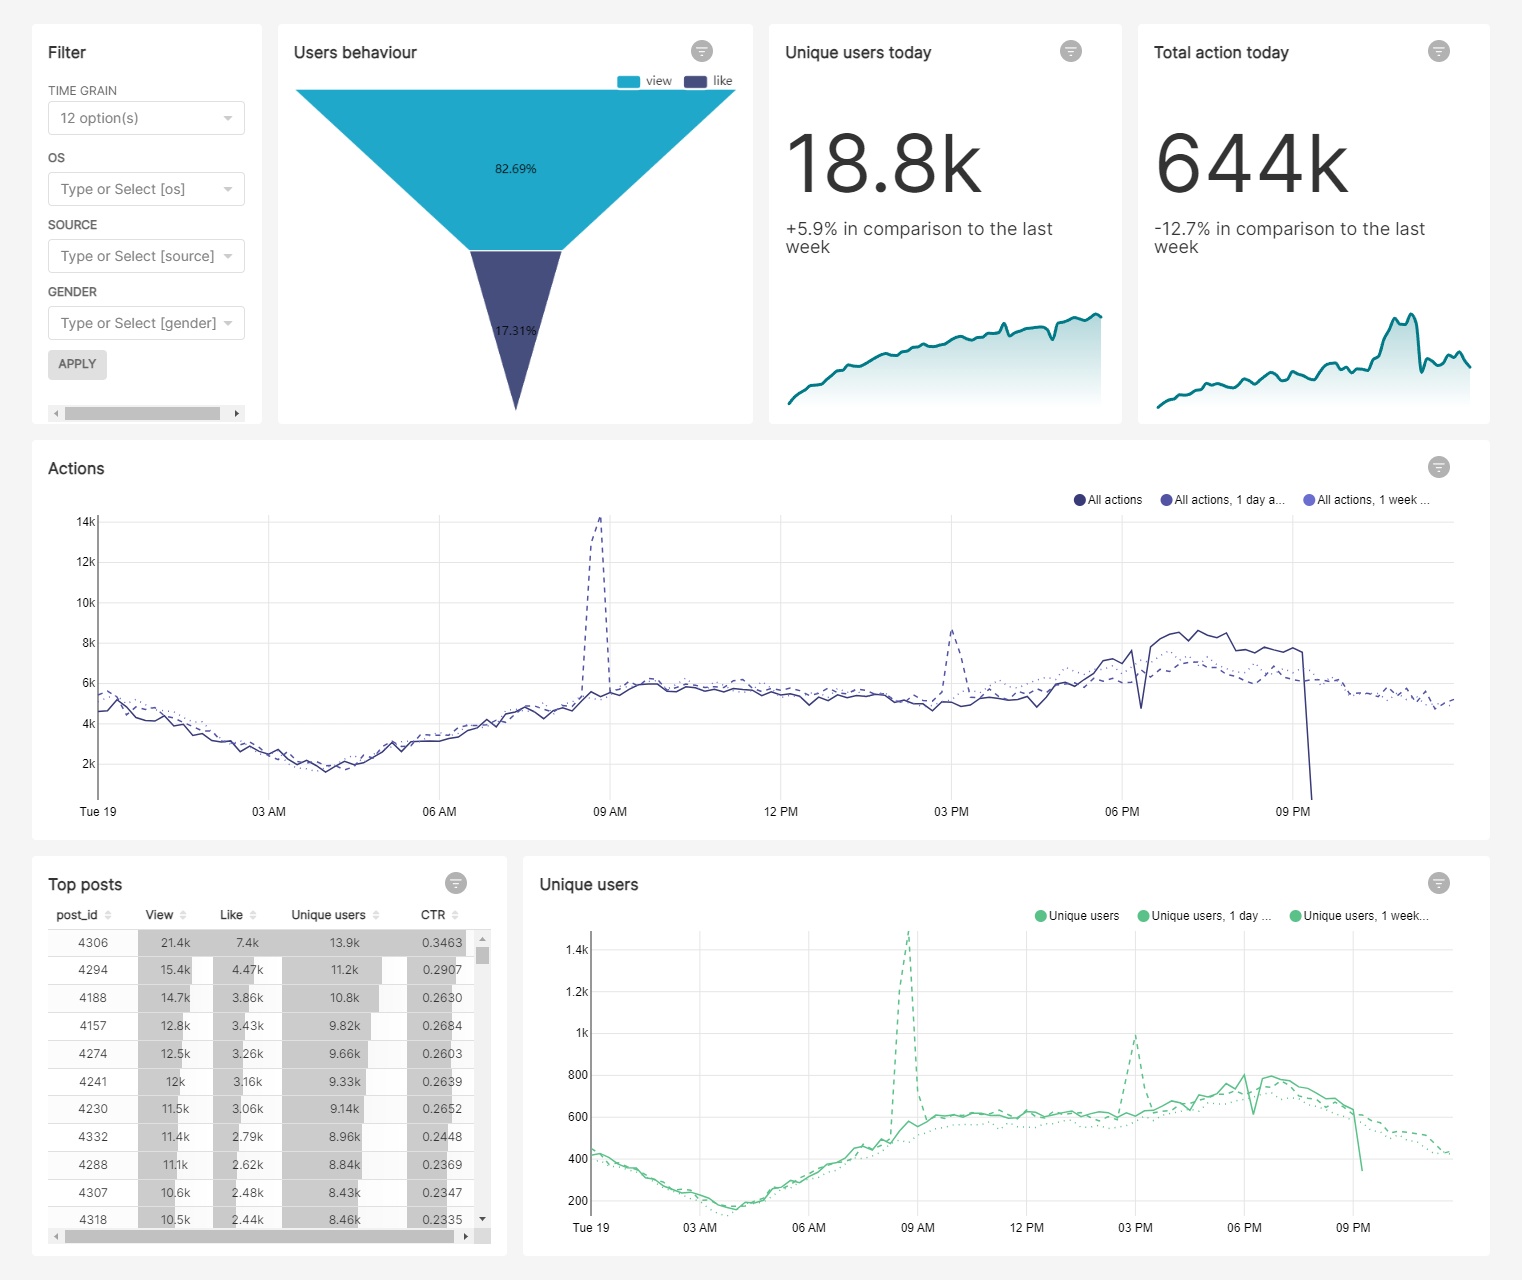 Filter
TIME GRAIN
12 option(s)
OS
Type or Select [os]
SOURCE
Type or Select [source]
GENDER
Type or Select [gender]
APPLY
Users behaviour
view like
82.69%
17.31%
Unique users today
18.8k
+5.9% in comparison to the last
week
Total action today
644k
-12.7% in comparison to the last
week
Actions
All actions All actions, 1 day a... All actions, 1 week ...
14k
12k
10k
8k
6k
4k
2k
Tue 19 03 AM 06 AM 09 AM 12 PM 03 PM 06 PM 09 PM
Top posts
post_id View Like Unique users CTR
4306 21.4k 7.4k 13.9k 0.3463
4294 15.4k 4.47k 11.2k 0.2907
4188 14.7k 3.86k 10.8k 0.2630
4157 12.8k 3.43k 9.82k 0.2684
4274 12.5k 3.26k 9.66k 0.2603
4241 12k 3.16k 9.33k 0.2639
4230 11.5k 3.06k 9.14k 0.2652
4332 11.4k 2.79k 8.96k 0.2448
4288 11.1k 2.62k 8.84k 0.2369
4307 10.6k 2.48k 8.43k 0.2347
4318 10.5k 2.44k 8.46k 0.2335
Unique users
Unique users Unique users, 1 day ... Unique users, 1 week...
1.4k
1.2k
1k
800
600
400
200
Tue 19 03 AM 06 AM 09 AM 12 PM 03 PM 06 PM 09 PM